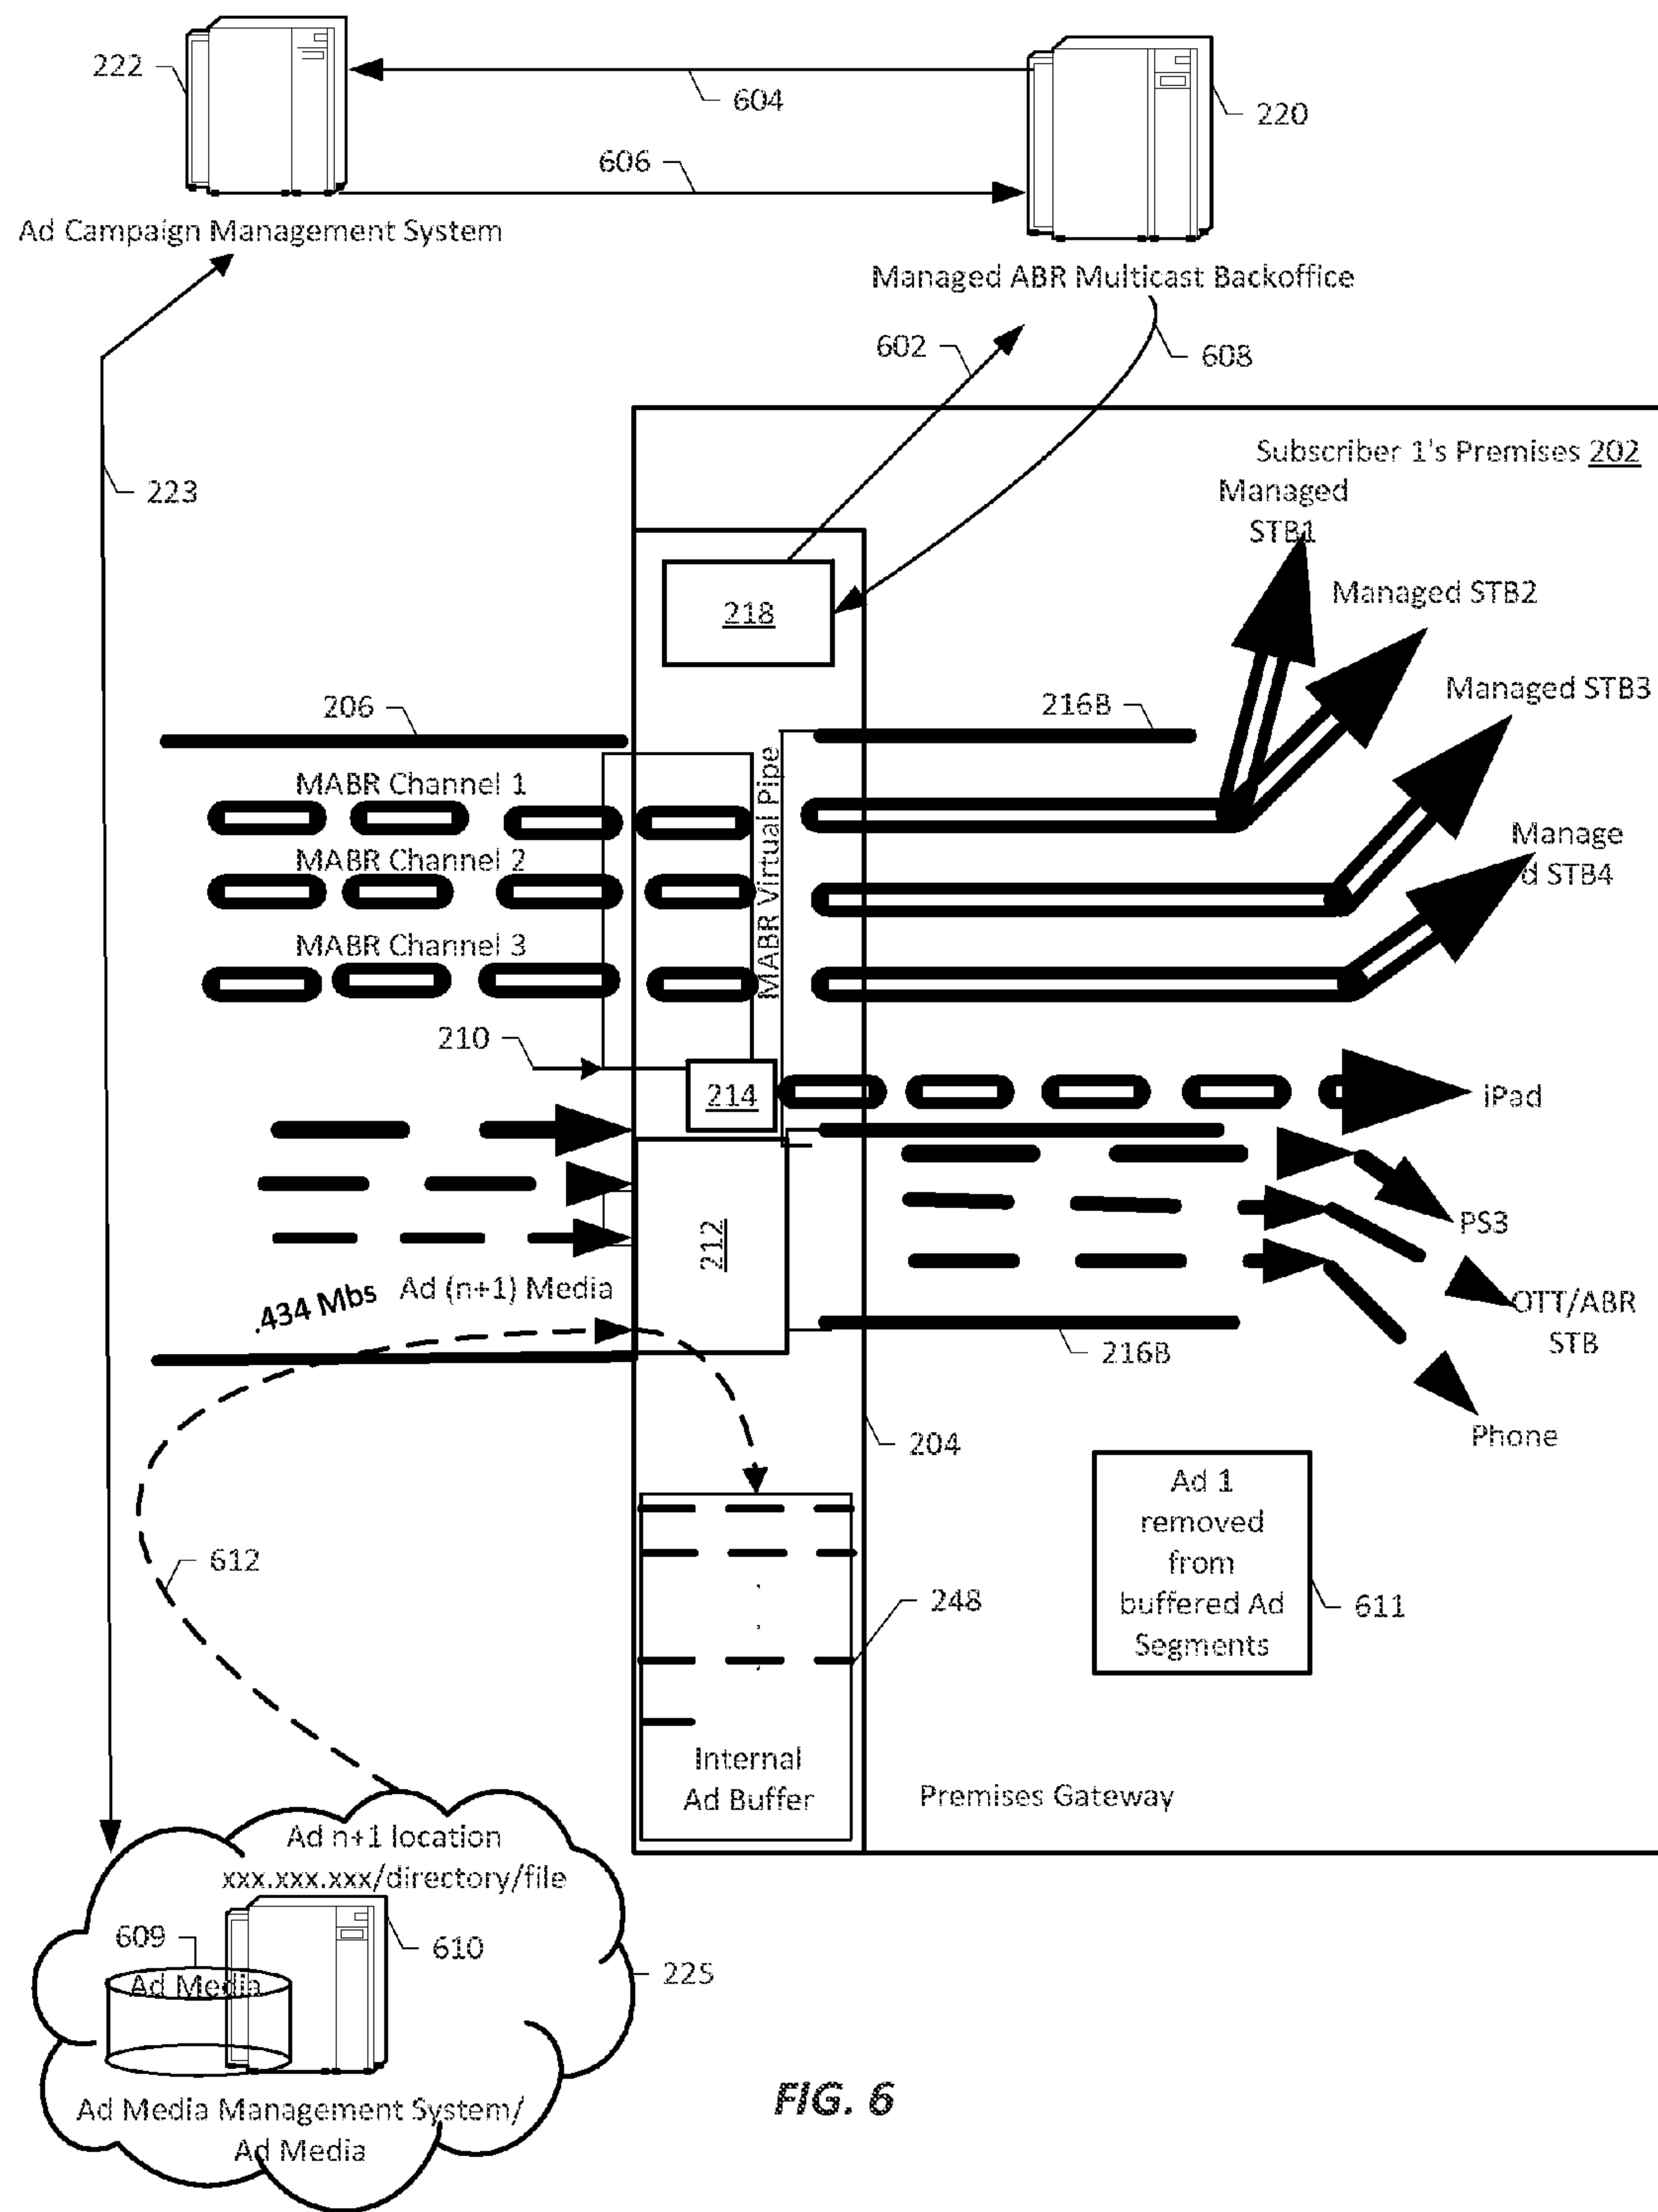 222
604
220
606
Ad Campaign Management System
Managed ABR Multicast Backoffice
602
608
223
Subscriber 1's Premises 202
Managed
STB1
Managed STB2
218
Managed STB3
206
216B
MABR Channel 1
MABR Virtual Pipe
Manage
d STB4
MABR Channel 2
MABR Channel 3
210
214
iPad
212
PS3
Ad (n+1) Media
.434 Mbs
OTT/ABR
STB
216B
Phone
204
Ad 1
removed
from
buffered Ad
Segments
612
248
611
Internal
Ad Buffer
Premises Gateway
Ad n+1 location
xxx.xxx.xxx/directory/file
609
610
Ad Media
225
Ad Media Management System/
Ad Media
FIG. 6